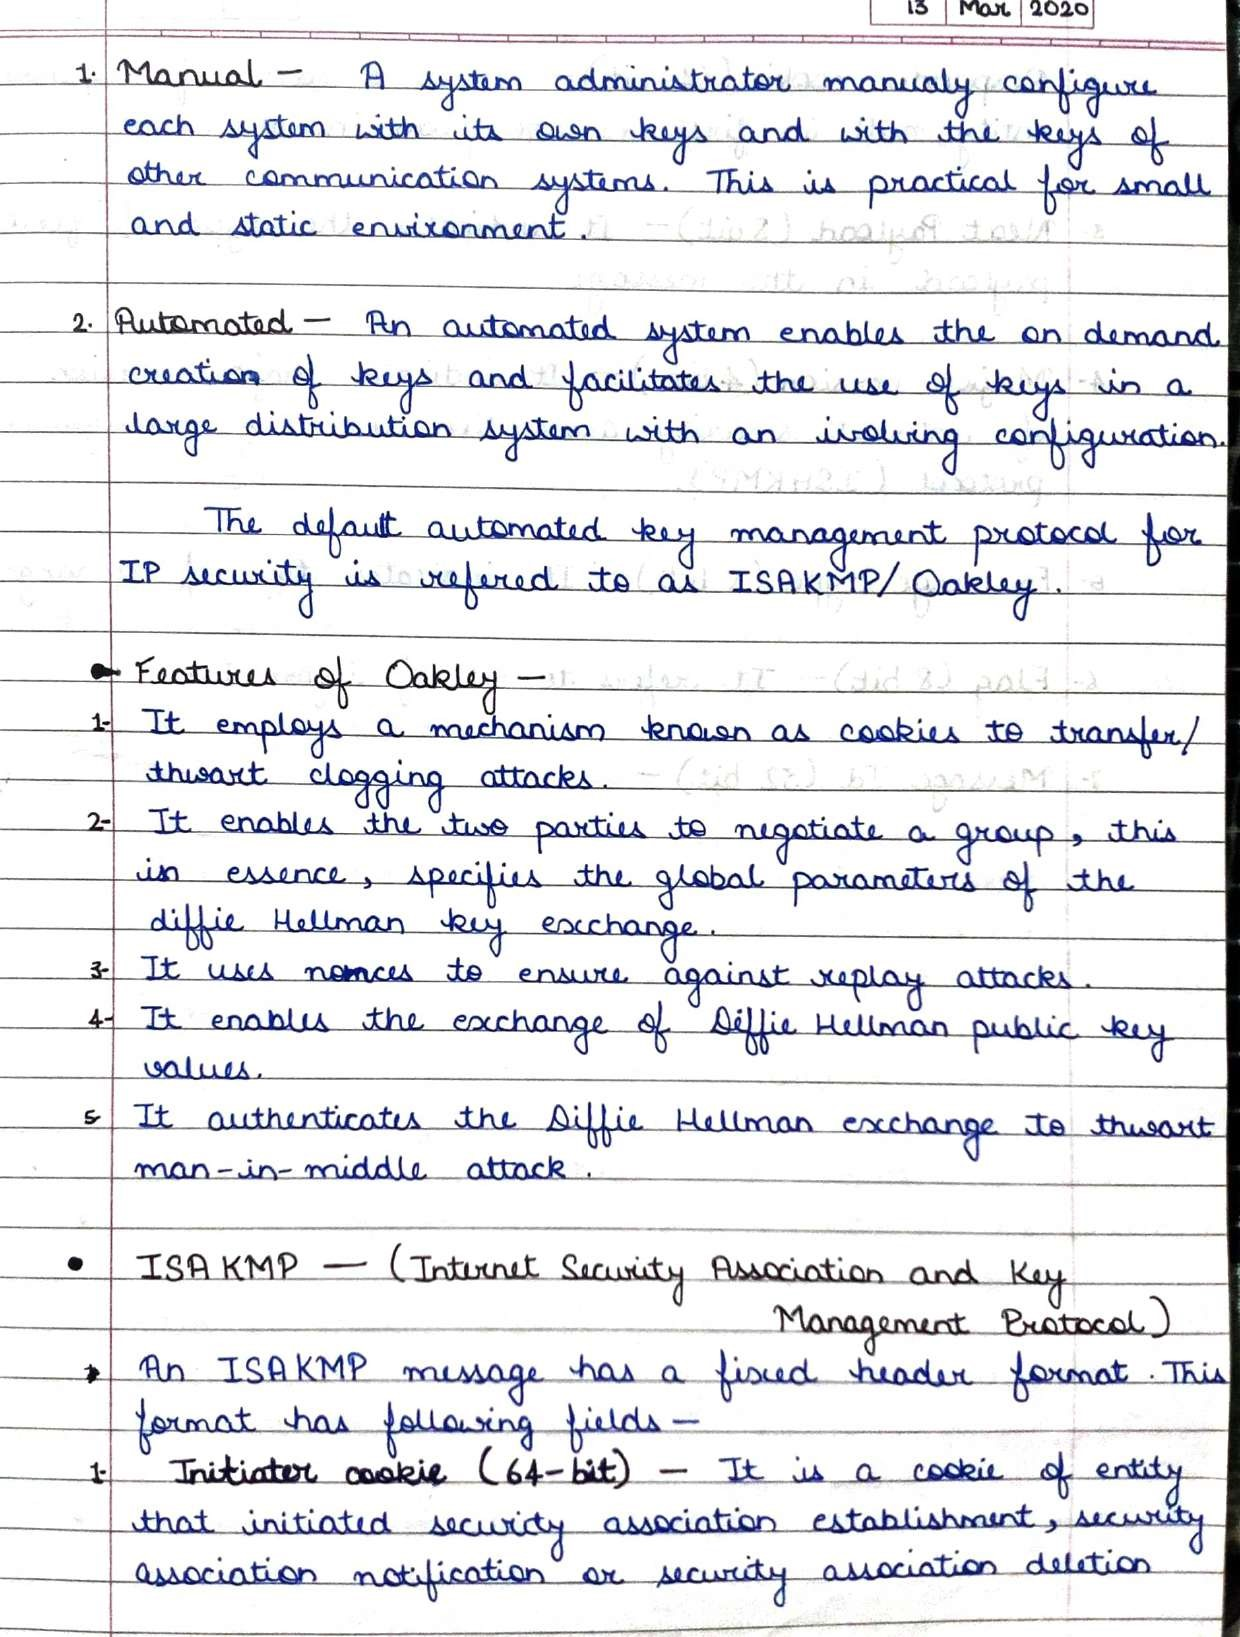 13 Mar 2020
1. Manual – A system administrator manualy configure
each system with its own keys and with the keys of
other communication systems. This is practical for small
and static environment.
2. Automated – An automated system enables the on demand
creation of keys and facilitates the use of keys in a
large distribution system with an ivolving configuration.
The default automated key management protocol for
IP security is refered to as ISAKMP/Oakley.
Features of Oakley –
1- It employs a mechanism known as cookies to transfer/
thwart clogging attacks.
2- It enables the two parties to negotiate a group, this
in essence, specifies the global parameters of the
diffie Hellman key exchange.
3- It uses nonces to ensure against replay attacks.
4- It enables the exchange of Diffie Hellman public key
values.
5 It authenticates the Diffie Hellman exchange to thwart
man-in-middle attack.
• ISAKMP – (Internet Security Association and Key
Management Protocol)
→ An ISAKMP message has a fixed header format. This
format has following fields –
1- Initiator cookie (64-bit) – It is a cookie of entity
that initiated security association establishment, security
association notification or security association deletion